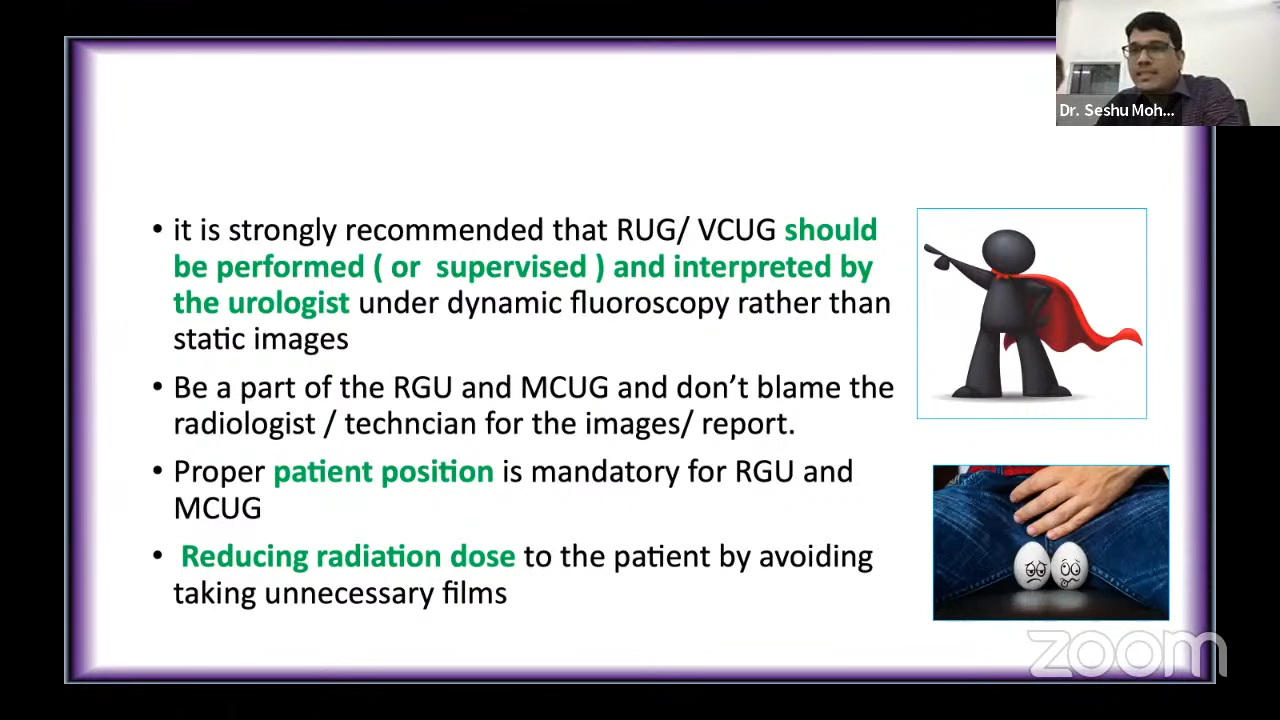 Dr. Seshu Moh...
• it is strongly recommended that RUG/ VCUG should
be performed ( or supervised ) and interpreted by
the urologist under dynamic fluoroscopy rather than
static images
• Be a part of the RGU and MCUG and don’t blame the
radiologist / techncian for the images/ report.
• Proper patient position is mandatory for RGU and
MCUG
• Reducing radiation dose to the patient by avoiding
taking unnecessary films
zoom